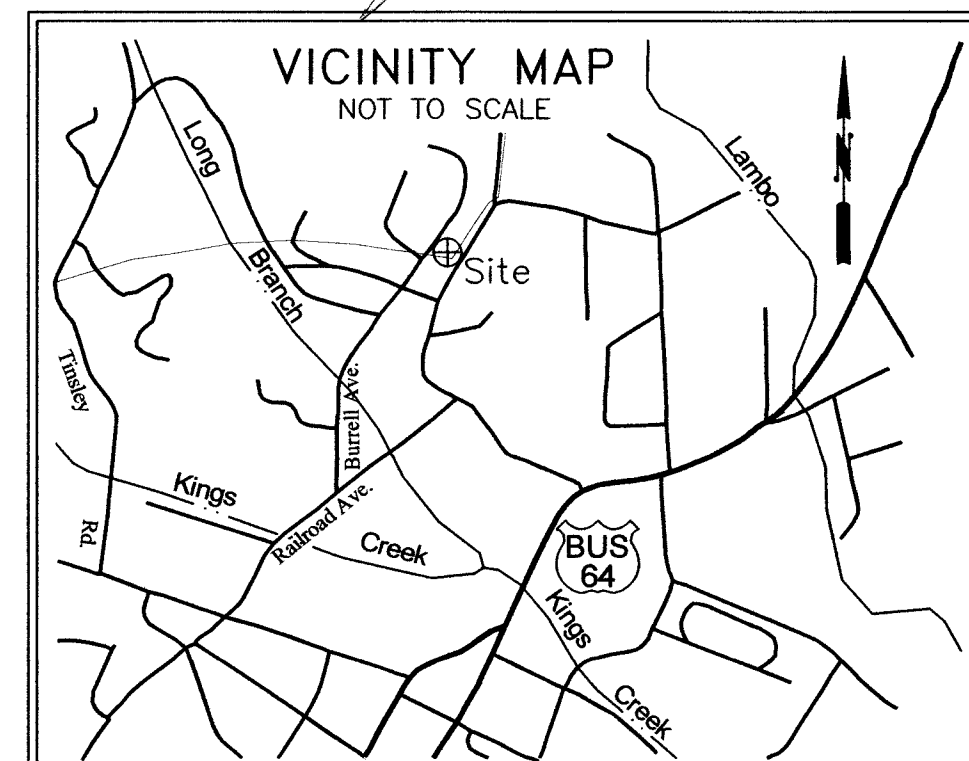 VICINITY MAP
NOT TO SCALE
Long
Branch
Lambo
N
Site
Tinsley
Rd.
Burrell Ave.
Railroad Ave.
Kings
Creek
BUS
64
Kings
Creek